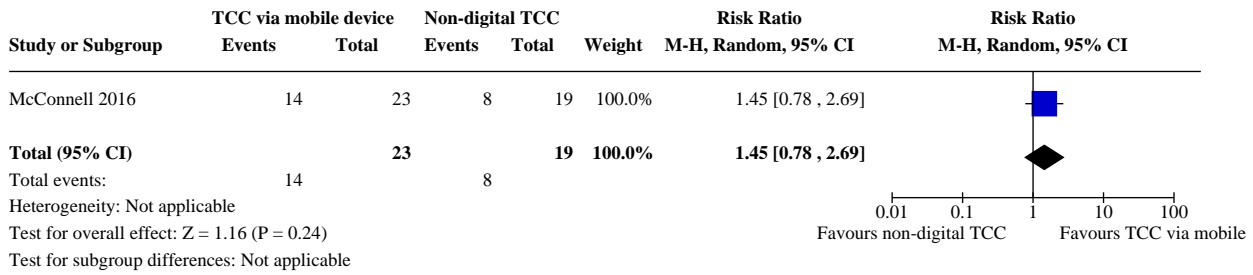 TCC via mobile device Non-digital TCC Risk Ratio Risk Ratio
Study or Subgroup Events Total Events Total Weight M-H, Random, 95% CI M-H, Random, 95% CI
McConnell 2016 14 23 8 19 100.0% 1.45 [0.78 , 2.69]
Total (95% CI) 23 19 100.0% 1.45 [0.78 , 2.69]
Total events: 14 8
Heterogeneity: Not applicable
0.01 0.1 1 10 100
Test for overall effect: Z = 1.16 (P = 0.24) Favours non-digital TCC Favours TCC via mobile
Test for subgroup differences: Not applicable